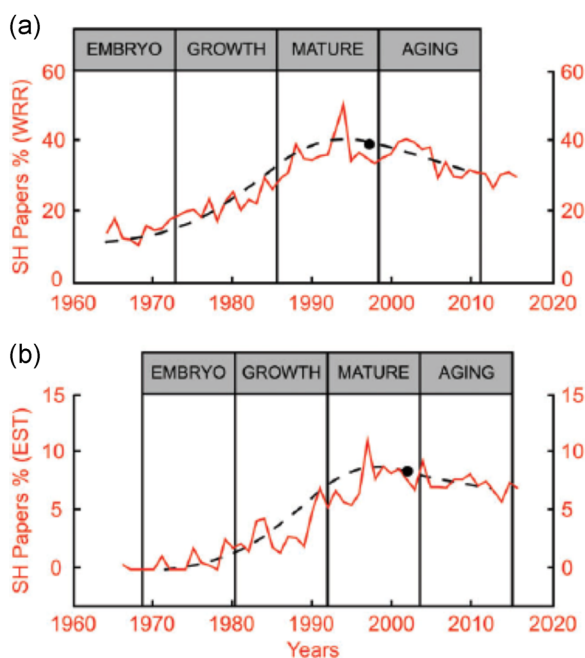 (a)
EMBRYO GROWTH MATURE AGING
60 60
40 40
20 20
0 0
SH Papers % (WRR)
1960 1970 1980 1990 2000 2010 2020
(b)
EMBRYO GROWTH MATURE AGING
15 15
10 10
5 5
0 0
SH Papers % (EST)
1960 1970 1980 1990 2000 2010 2020
Years